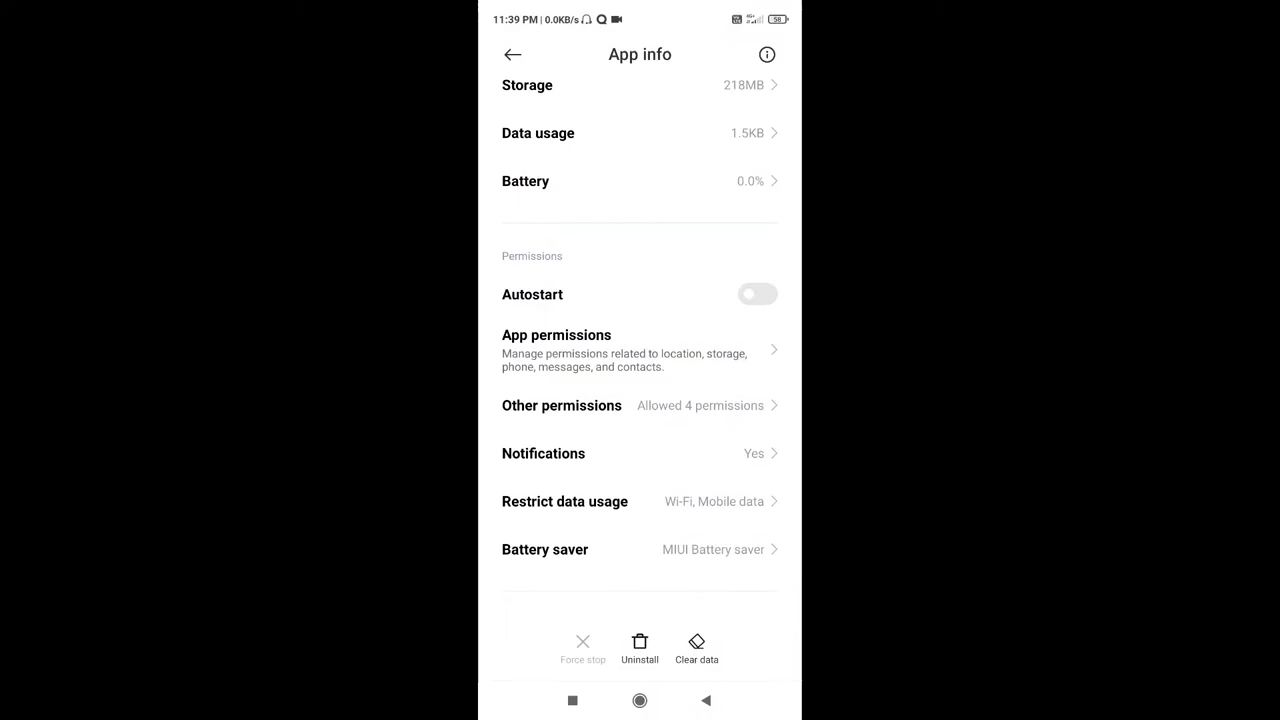 11:39 PM | 0.0KB/s
58
App info
Storage 218MB
Data usage 1.5KB
Battery 0.0%
Permissions
Autostart
App permissions
Manage permissions related to location, storage,
phone, messages, and contacts.
Other permissions Allowed 4 permissions
Notifications Yes
Restrict data usage Wi-Fi, Mobile data
Battery saver MIUI Battery saver
Force stop Uninstall Clear data